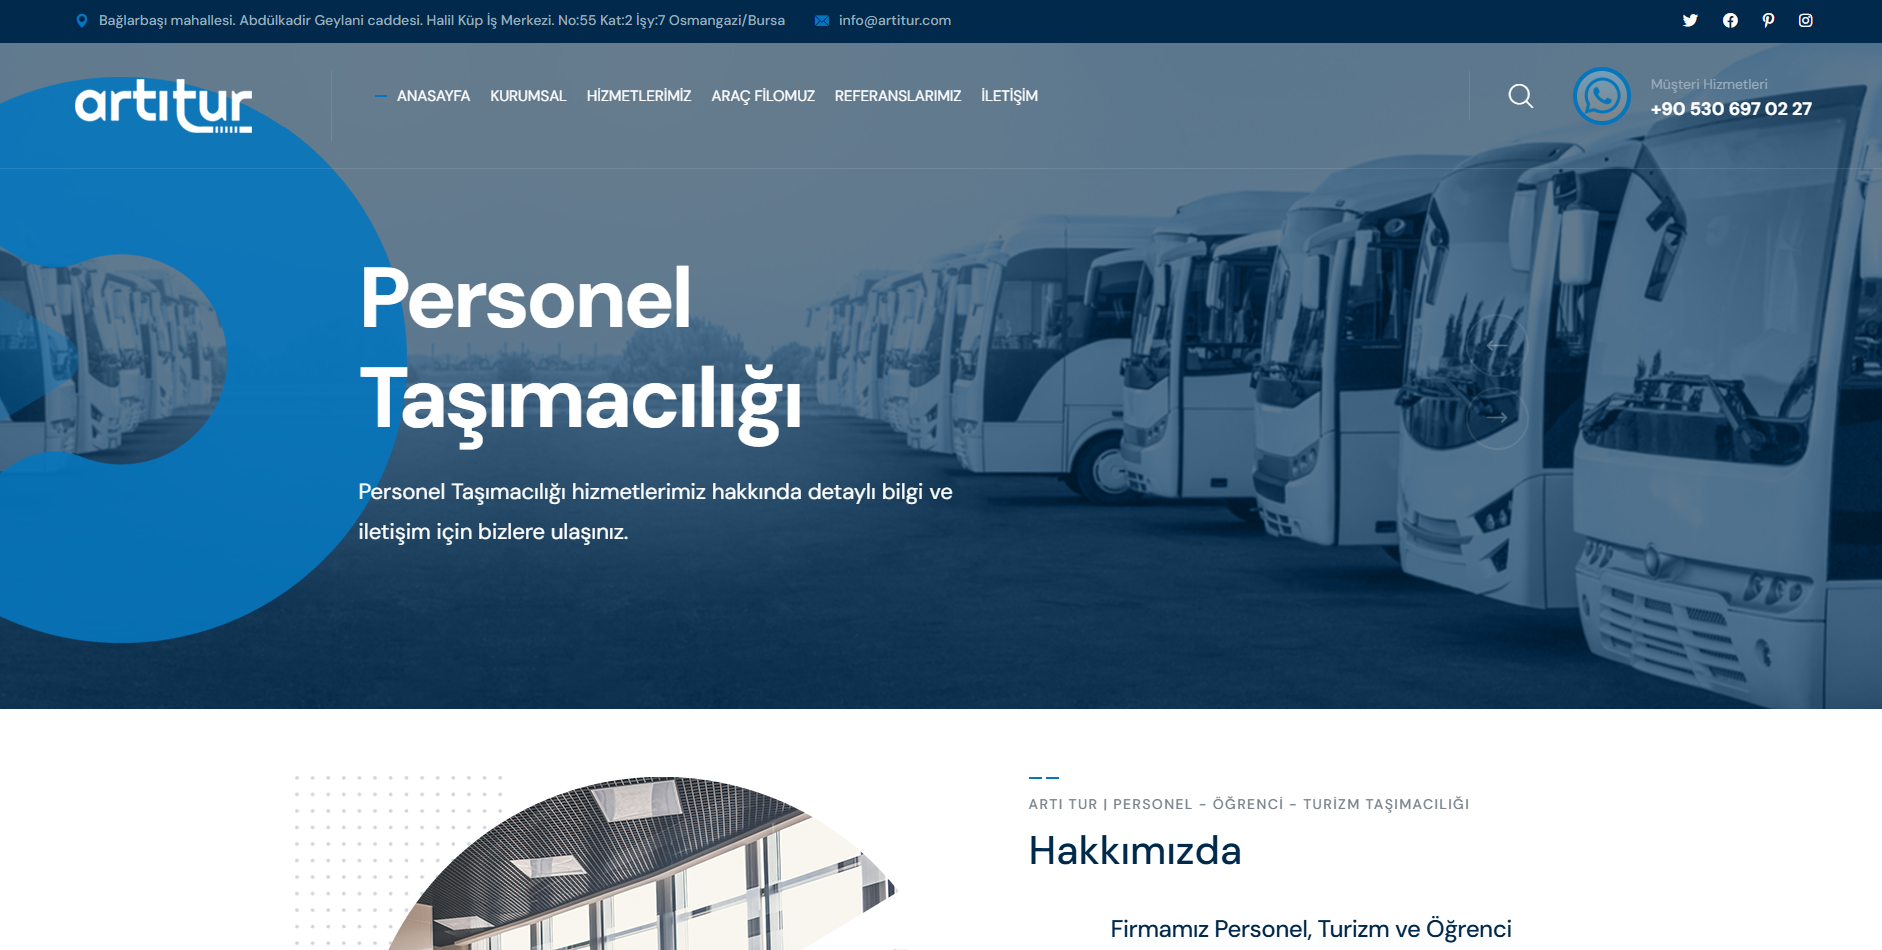 Bağlarbaşı mahallesi. Abdülkadir Geylani caddesi. Halil Küp İş Merkezi. No:55 Kat:2 İşy:7 Osmangazi/Bursa
info@artitur.com
artıtur
ANASAYFA
KURUMSAL
HİZMETLERİMİZ
ARAÇ FİLOMUZ
REFERANSLARIMIZ
İLETİŞİM
Müşteri Hizmetleri
+90 530 697 02 27
Personel
Taşımacılığı
Personel Taşımacılığı hizmetlerimiz hakkında detaylı bilgi ve
iletişim için bizlere ulaşınız.
ARTI TUR | PERSONEL - ÖĞRENCİ - TURİZM TAŞIMACILIĞI
Hakkımızda
Firmamız Personel, Turizm ve Öğrenci